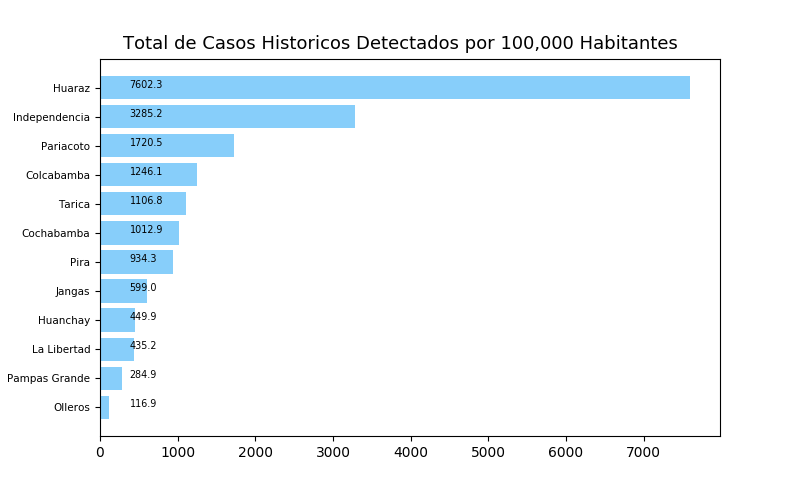 Total de Casos Historicos Detectados por 100,000 Habitantes
Huaraz 7602.3
Independencia 3285.2
Pariacoto 1720.5
Colcabamba 1246.1
Tarica 1106.8
Cochabamba 1012.9
Pira 934.3
Jangas 599.0
Huanchay 449.9
La Libertad 435.2
Pampas Grande 284.9
Olleros 116.9
0 1000 2000 3000 4000 5000 6000 7000